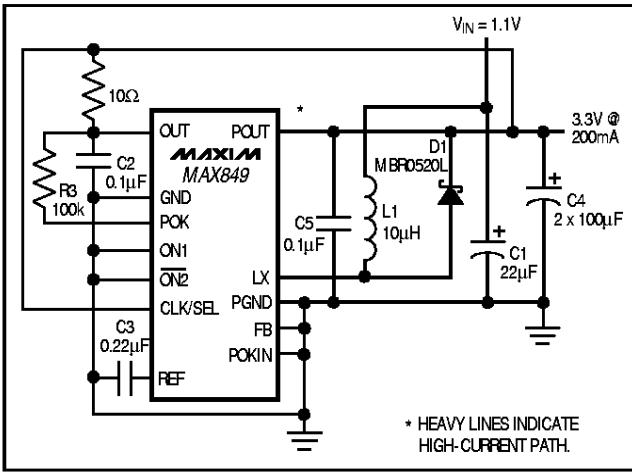 V_IN = 1.1V
10Ω
*
3.3V @
200mA
OUT
POUT
D1
MBR0520L
MAXIM
MAX849
C2
0.1µF
R3
100k
GND
POK
ON1
ON2
CLK/SEL
C3
0.22µF
REF
LX
PGND
FB
POKIN
C5
0.1µF
L1
10µH
+
C1
22µF
+
C4
2 x 100µF
* HEAVY LINES INDICATE
HIGH-CURRENT PATH.